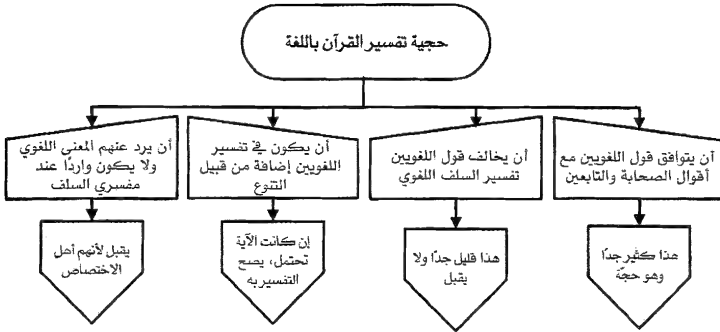 حجية تفسير القرآن باللغة
أن يتوافق قول اللغويين مع
أقوال الصحابة والتابعين
أن يخالف قول اللغويين
تفسير السلف اللغوي
أن يكون في تفسير
اللغويين إضافة من قبيل
التنوع
أن يرد عنهم المعنى اللغوي
ولا يكون واردًا عند
مفسري السلف
هذا كثير جدًا
وهو حجّة
هذا قليل جدًا ولا
يقبل
إن كانت الآية
تحتمل، يصح
التفسير به
يقبل لأنهم أهل
الاختصاص